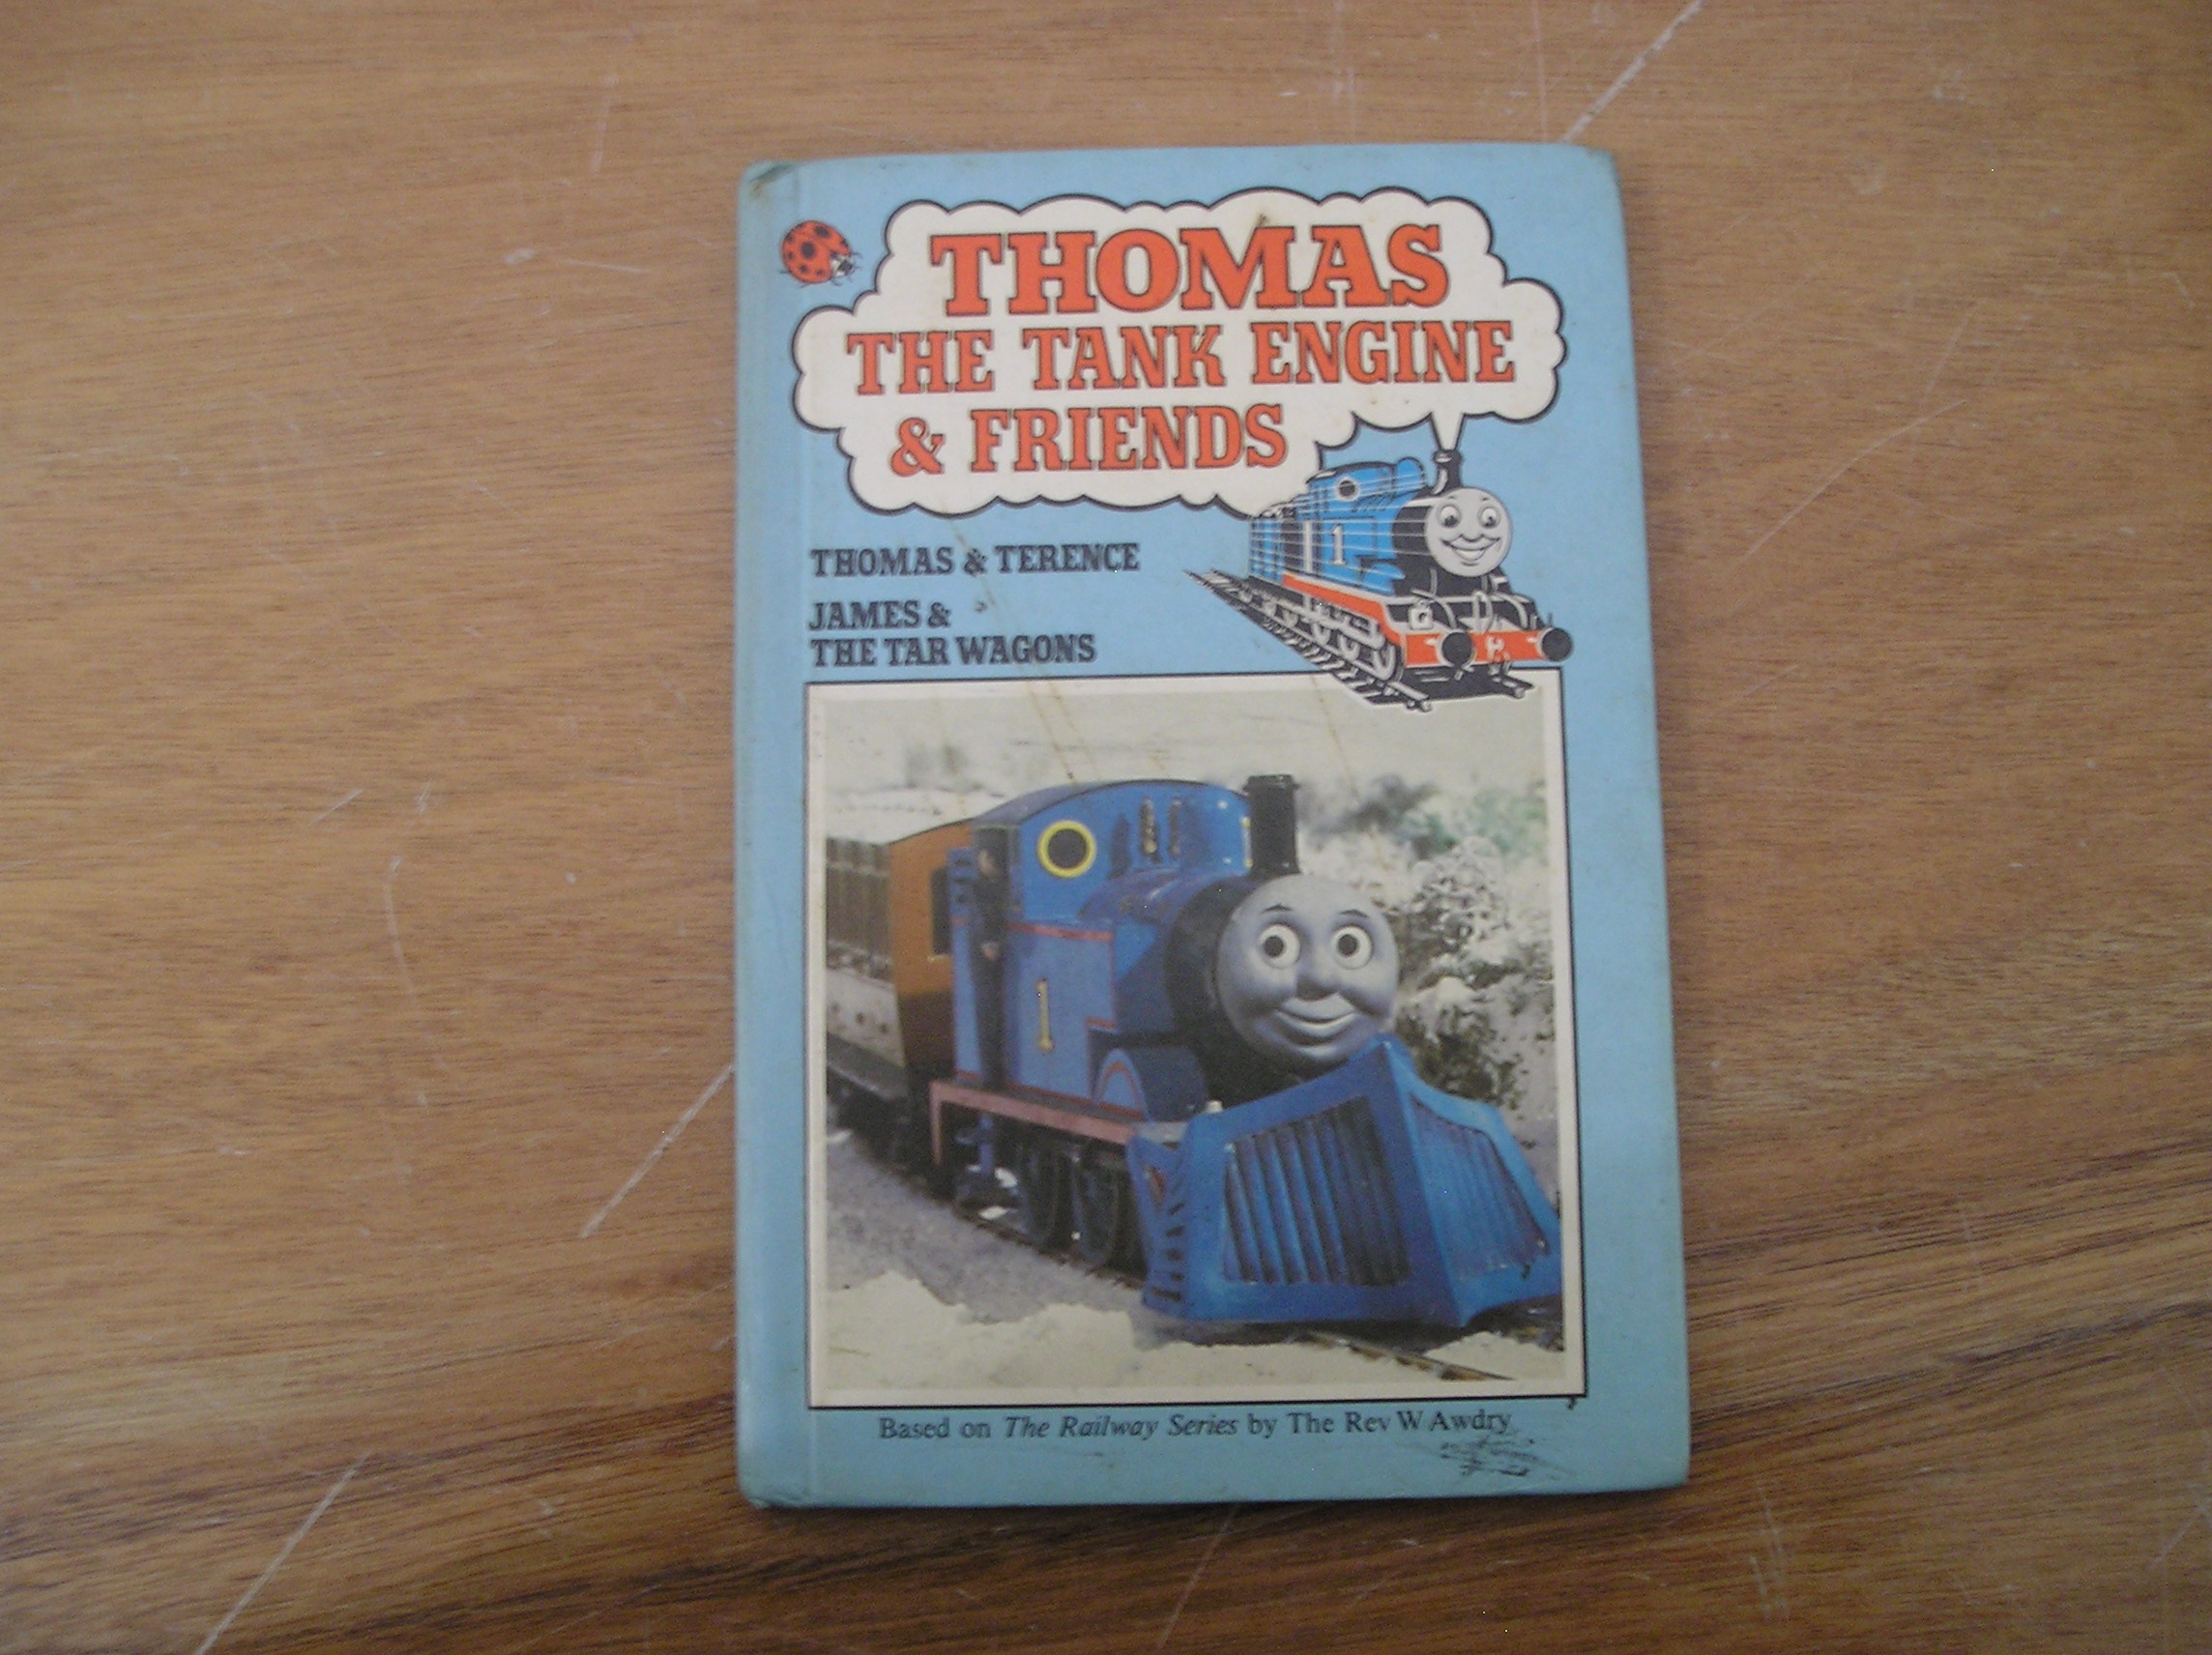 THOMAS
THE TANK ENGINE
& FRIENDS
1
THOMAS & TERENCE
JAMES &
THE TAR WAGONS
1
Based on The Railway Series by The Rev W Awdry